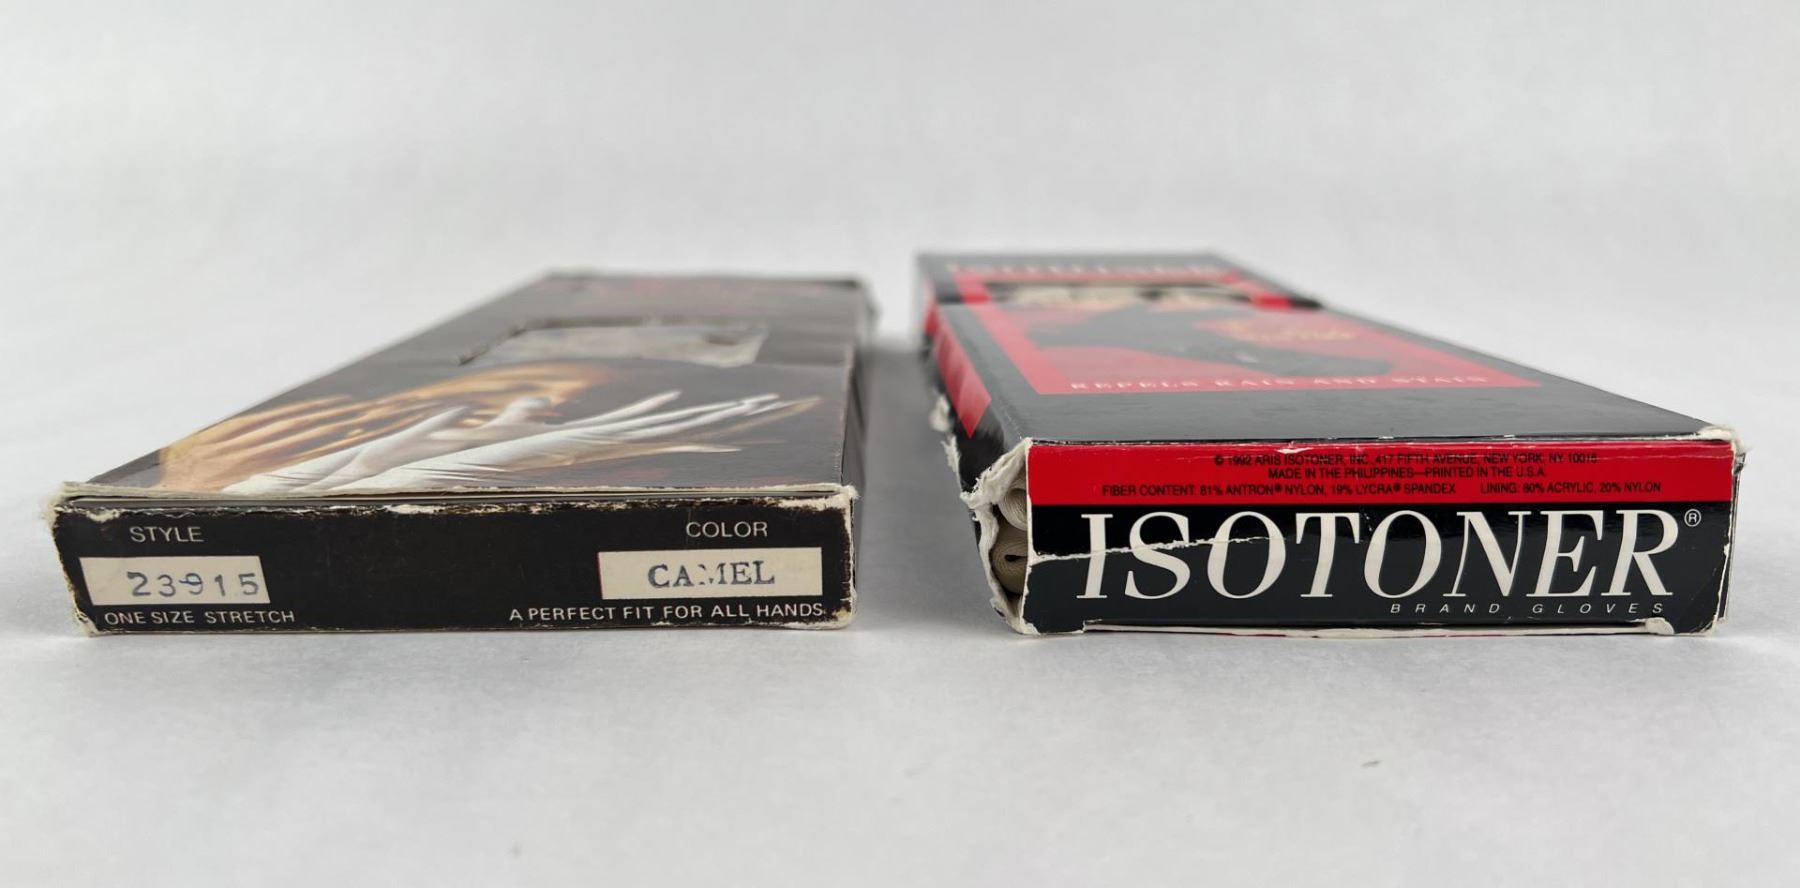 STYLE
COLOR
23915
CAMEL
ONE SIZE STRETCH
A PERFECT FIT FOR ALL HANDS
REPELS RAIN AND STAIN
© 1992 ARIS ISOTONER, INC. 417 FIFTH AVENUE, NEW YORK, NY 10016
MADE IN THE PHILIPPINES—PRINTED IN THE U.S.A.
FIBER CONTENT: 81% ANTRON® NYLON, 19% LYCRA® SPANDEX LINING: 80% ACRYLIC, 20% NYLON
ISOTONER®
BRAND GLOVES